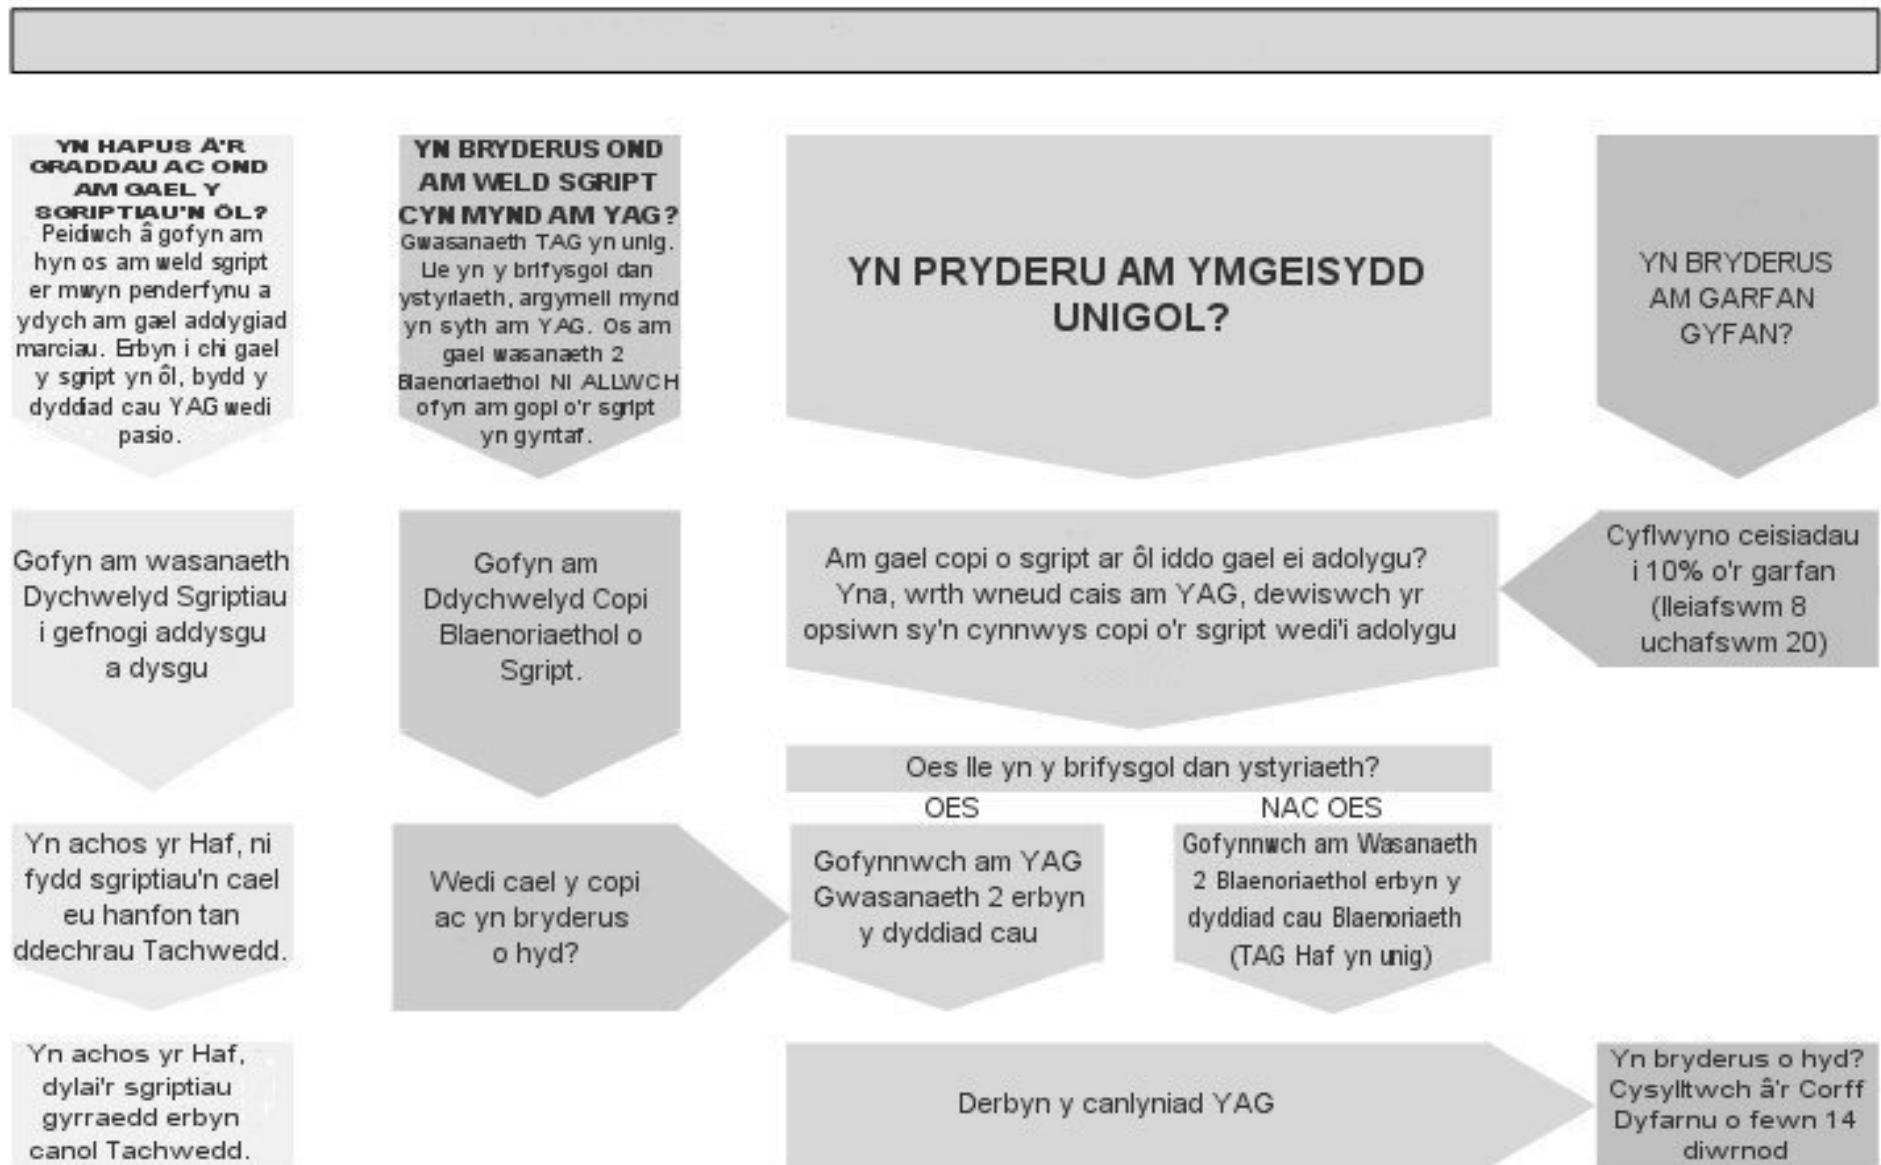 YN HAPUS Â'R
GRADDAU AC OND
AM GAEL Y
SGRIPTIAU'N ÔL?
Peidiwch â gofyn am
hyn os am weld sgript
er mwyn penderfynu a
ydych am gael adolygiad
marciau. Erbyn i chi gael
y sgript yn ôl, bydd y
dyddiad cau YAG wedi
pasio.
YN BRYDERUS OND
AM WELD SGRIPT
CYN MYND AM YAG?
Gwasanaeth TAG yn unig.
Lle yn y brifysgol dan
ystyriaeth, argymell mynd
yn syth am YAG. Os am
gael wasanaeth 2
Blaenoriaethol NI ALLWCH
ofyn am gopi o'r sgript
yn gyntaf.
YN PRYDERU AM YMGEISYDD
UNIGOL?
YN BRYDERUS
AM GARFAN
GYFAN?
Gofyn am wasanaeth
Dychwelyd Sgriptiau
i gefnogi addysgu
a dysgu
Gofyn am
Ddychwelyd Copi
Blaenoriaethol o
Sgript.
Am gael copi o sgript ar ôl iddo gael ei adolygu?
Yna, wrth wneud cais am YAG, dewiswch yr
opsiwn sy'n cynnwys copi o'r sgript wedi'i adolygu
Cyflwyno ceisiadau
i 10% o'r garfan
(lleiafswm 8
uchafswm 20)
Oes lle yn y brifysgol dan ystyriaeth?
OES
NAC OES
Yn achos yr Haf, ni
fydd sgriptiau'n cael
eu hanfon tan
ddechrau Tachwedd.
Wedi cael y copi
ac yn bryderus
o hyd?
Gofynnwch am YAG
Gwasanaeth 2 erbyn
y dyddiad cau
Gofynnwch am Wasanaeth
2 Blaenoriaethol erbyn y
dyddiad cau Blaenoriaeth
(TAG Haf yn unig)
Yn achos yr Haf,
dylai'r sgriptiau
gyrraedd erbyn
canol Tachwedd.
Derbyn y canlyniad YAG
Yn bryderus o hyd?
Cysylltwch â'r Corff
Dyfarnu o fewn 14
diwrnod